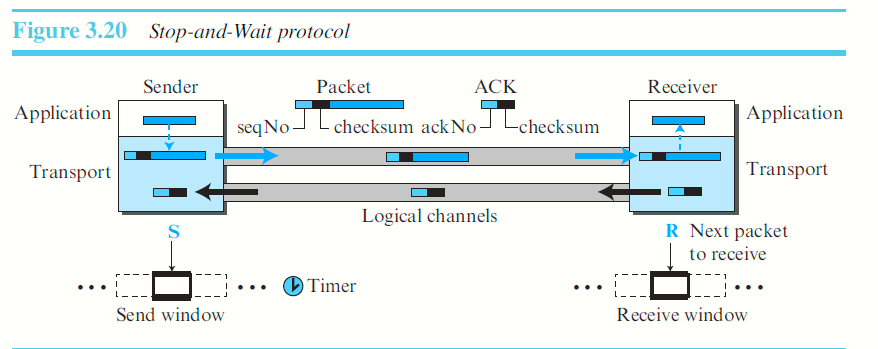 Figure 3.20 Stop-and-Wait protocol
Sender Packet ACK Receiver
Application Application
seqNo checksum ackNo checksum
Transport Transport
Logical channels
S R Next packet
to receive
Timer
Send window Receive window